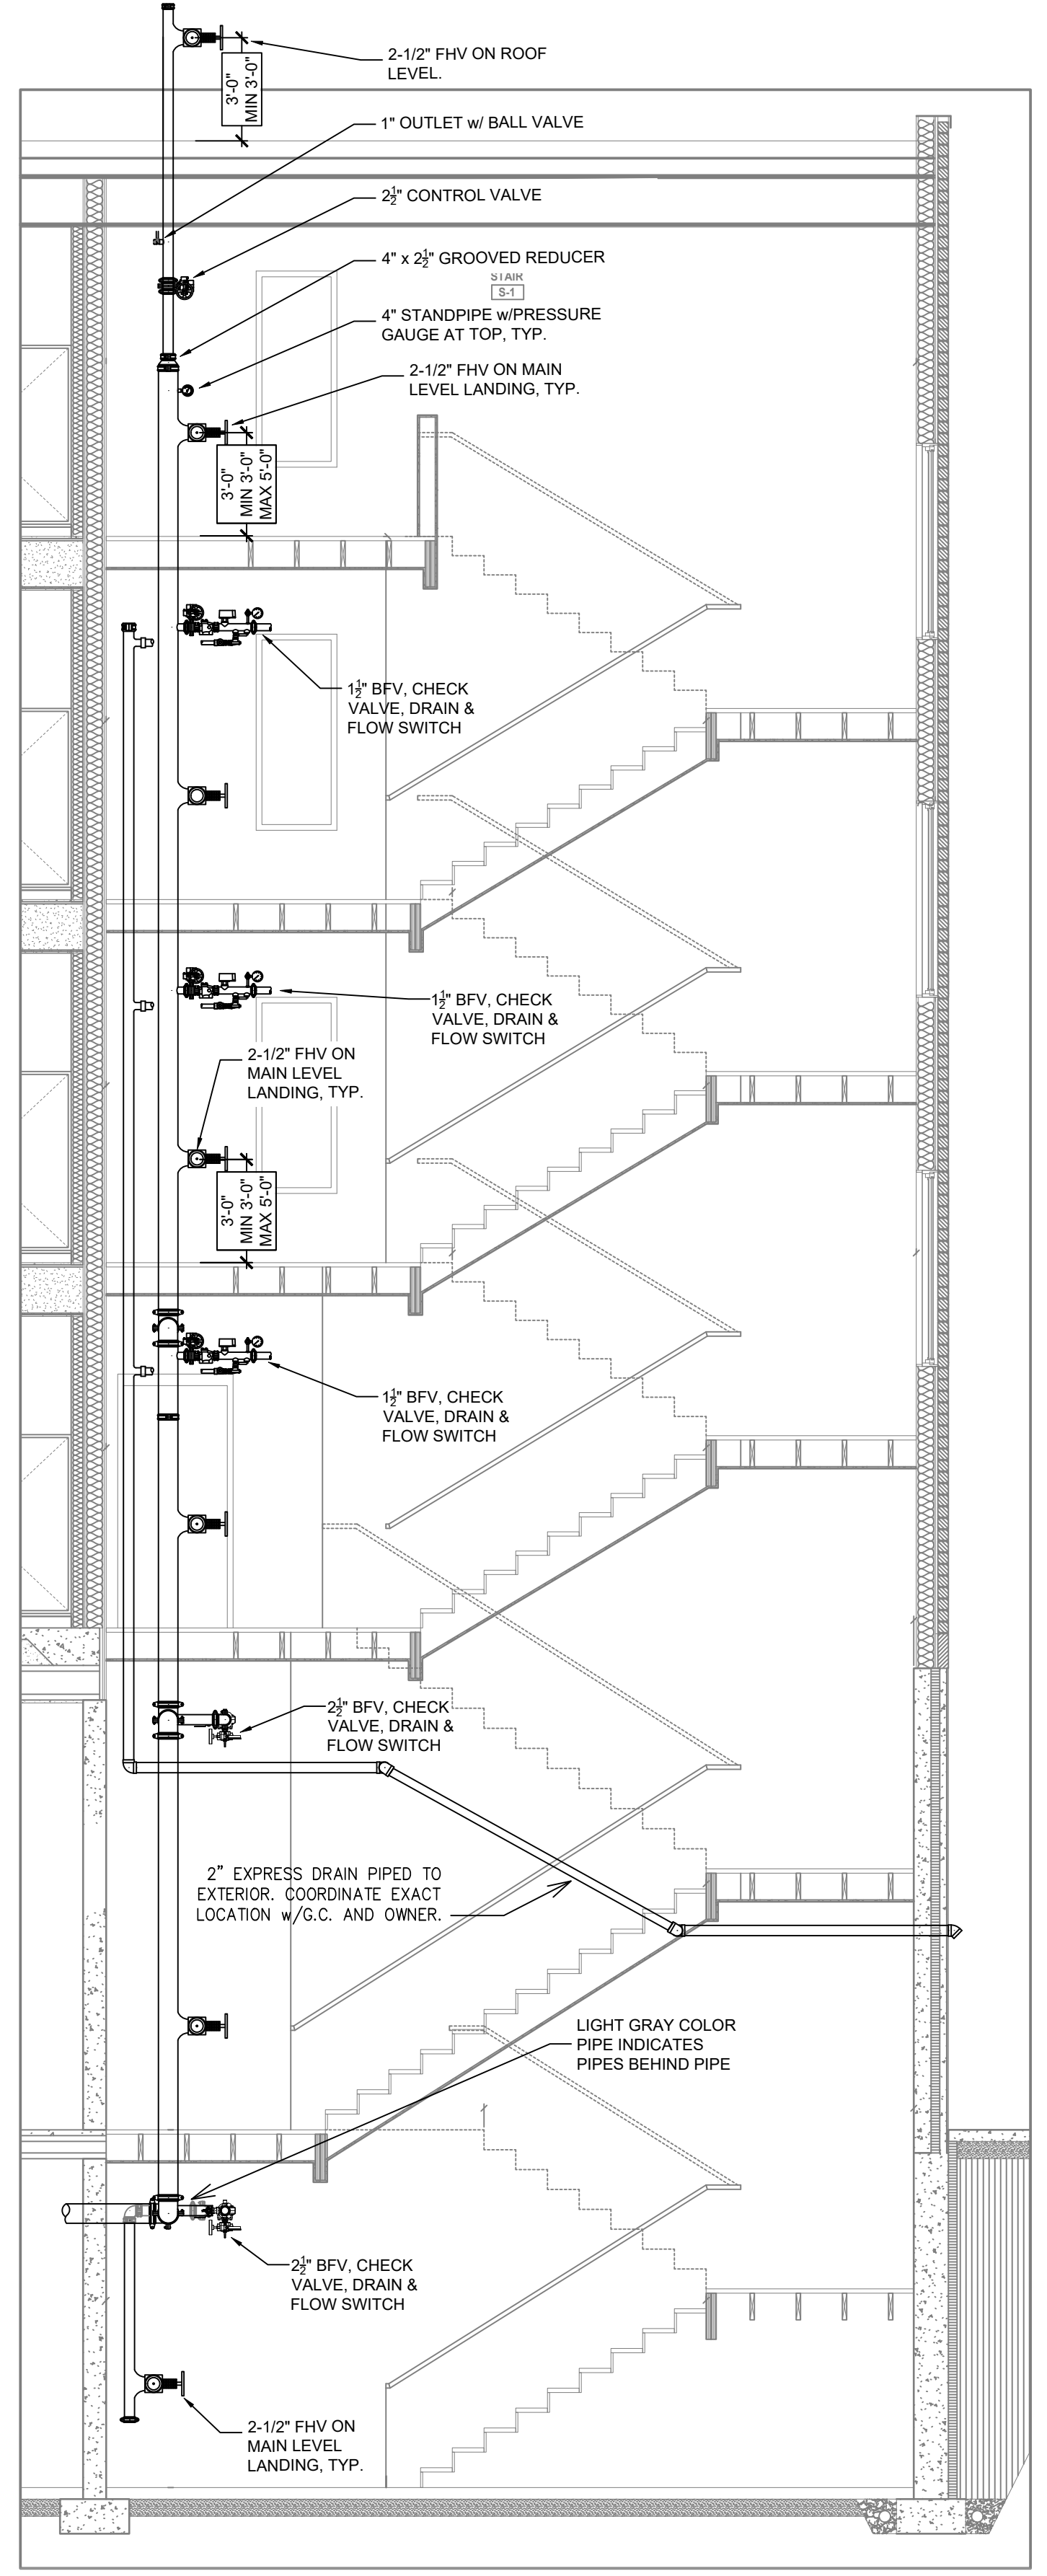 2-1/2" FHV ON ROOF
LEVEL.
3'-0"
MIN 3'-0"
1" OUTLET w/ BALL VALVE
2½" CONTROL VALVE
4" x 2½" GROOVED REDUCER
STAIR
S-1
4" STANDPIPE w/PRESSURE
GAUGE AT TOP, TYP.
2-1/2" FHV ON MAIN
LEVEL LANDING, TYP.
3'-0"
MIN 3'-0"
MAX 5'-0"
1½" BFV, CHECK
VALVE, DRAIN &
FLOW SWITCH
1½" BFV, CHECK
VALVE, DRAIN &
FLOW SWITCH
2-1/2" FHV ON
MAIN LEVEL
LANDING, TYP.
3'-0"
MIN 3'-0"
MAX 5'-0"
1½" BFV, CHECK
VALVE, DRAIN &
FLOW SWITCH
2½" BFV, CHECK
VALVE, DRAIN &
FLOW SWITCH
2" EXPRESS DRAIN PIPED TO
EXTERIOR. COORDINATE EXACT
LOCATION w/G.C. AND OWNER.
LIGHT GRAY COLOR
PIPE INDICATES
PIPES BEHIND PIPE
2½" BFV, CHECK
VALVE, DRAIN &
FLOW SWITCH
2-1/2" FHV ON
MAIN LEVEL
LANDING, TYP.